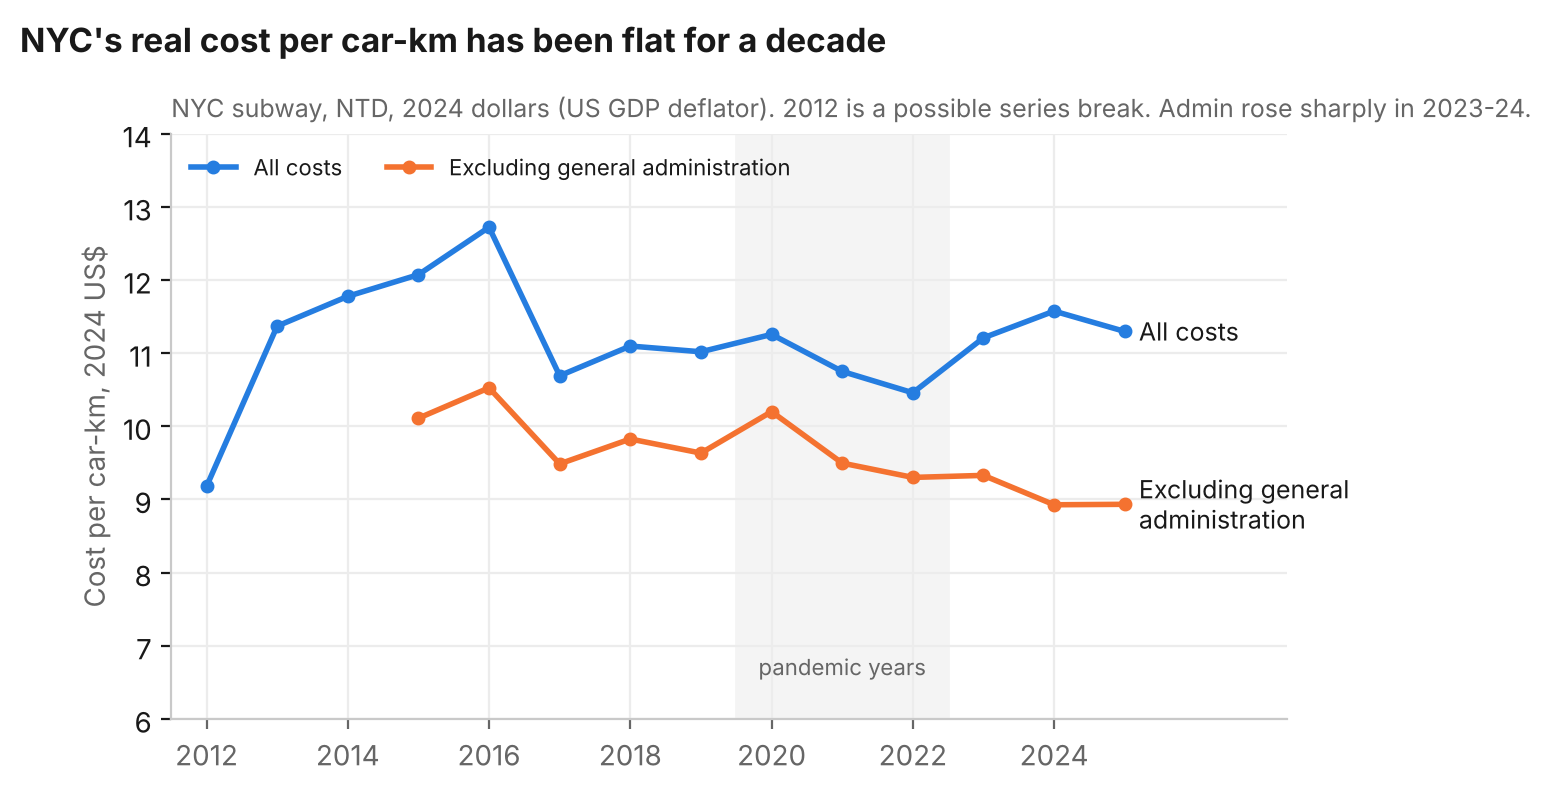 NYC's real cost per car-km has been flat for a decade
NYC subway, NTD, 2024 dollars (US GDP deflator). 2012 is a possible series break. Admin rose sharply in 2023-24.
All costs
Excluding general administration
Cost per car-km, 2024 US$
14
13
12
11
10
9
8
7
6
All costs
Excluding general
administration
pandemic years
2012
2014
2016
2018
2020
2022
2024